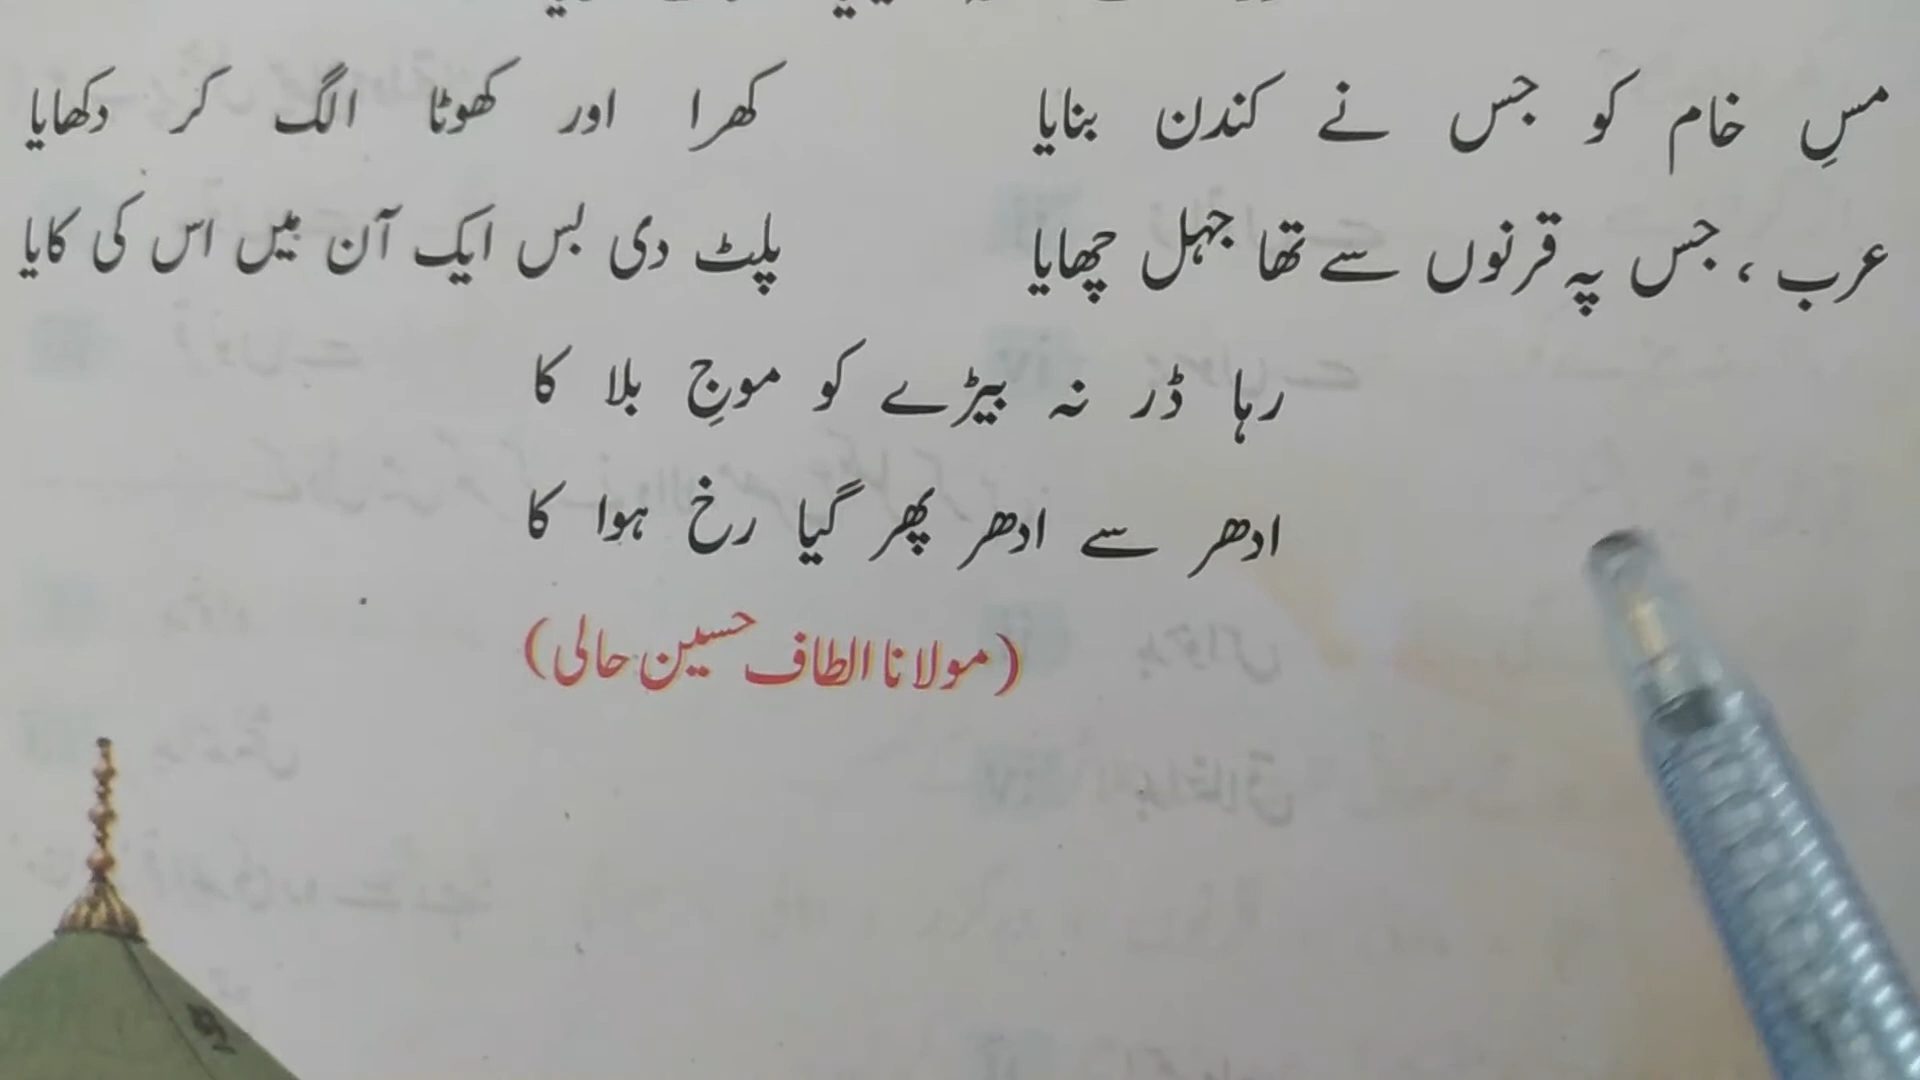 مسِ خام کو جس نے کندن بنایا کھرا اور کھوٹا الگ کر دکھایا
عرب ، جس پہ قرنوں سے تھا جہل چھایا پلٹ دی بس ایک آن میں اس کی کایا
رہا ڈر نہ بیڑے کو موجِ بلا کا
ادھر سے ادھر پھر گیا رخ ہوا کا
(مولانا الطاف حسین حالی)